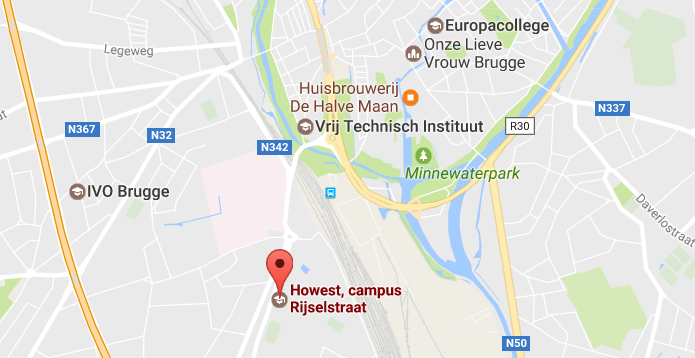 Europacollege
Legeweg
Onze Lieve
Vrouw Brugge
Huisbrouwerij
De Halve Maan
N337
N367
N32
Vrij Technisch Instituut
R30
N342
Minnewaterpark
IVO Brugge
Daverlostraat
Howest, campus
Rijselstraat
N50